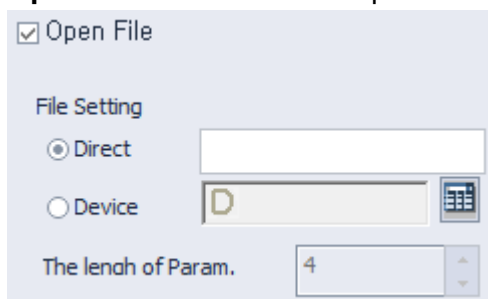 Open File
File Setting
Direct
Device D
The lengh of Param. 4